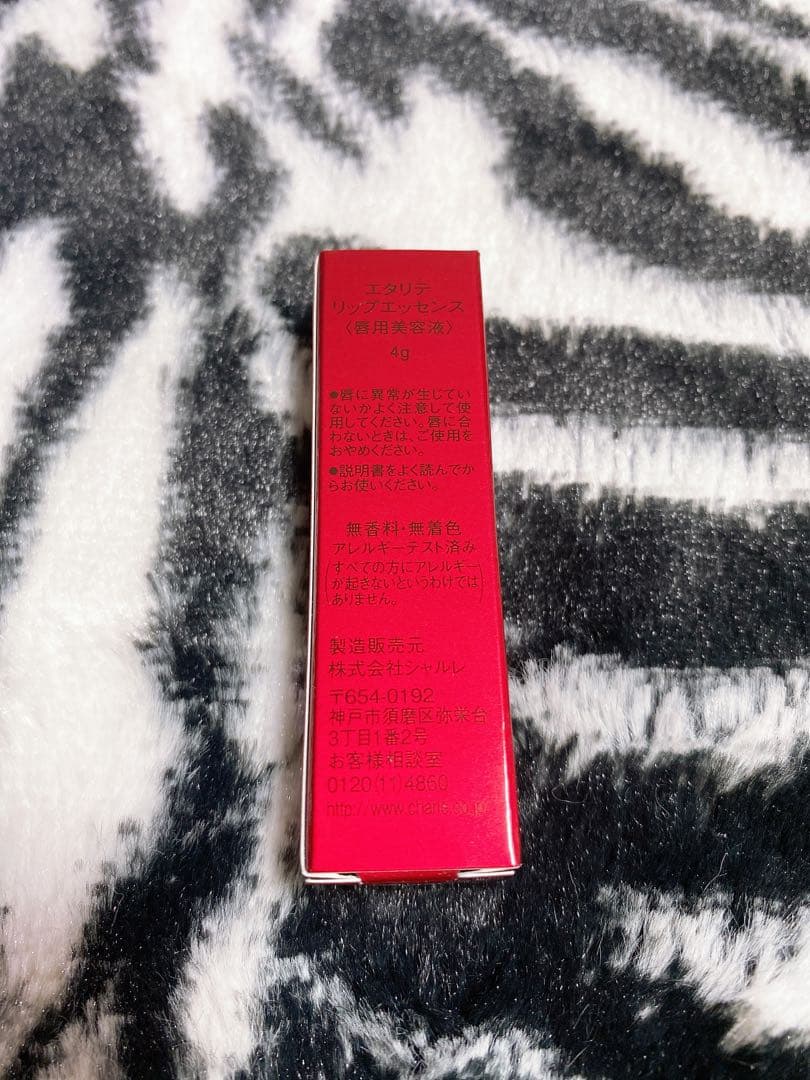 エタリテ
リップエッセンス
〈唇用美容液〉
4g
●唇に異常が生じてい
ないかよく注意して使
用してください。唇に合
わないときは、ご使用を
おやめください。
●説明書をよく読んでか
らお使いください。
無香料・無着色
アレルギーテスト済み
(すべての方にアレルギー
が起きないというわけでは
ありません。)
製造販売元
株式会社シャルレ
〒654-0192
神戸市須磨区弥栄台
3丁目1番2号
お客様相談室
0120(11)4860
http://www.charle.co.jp/